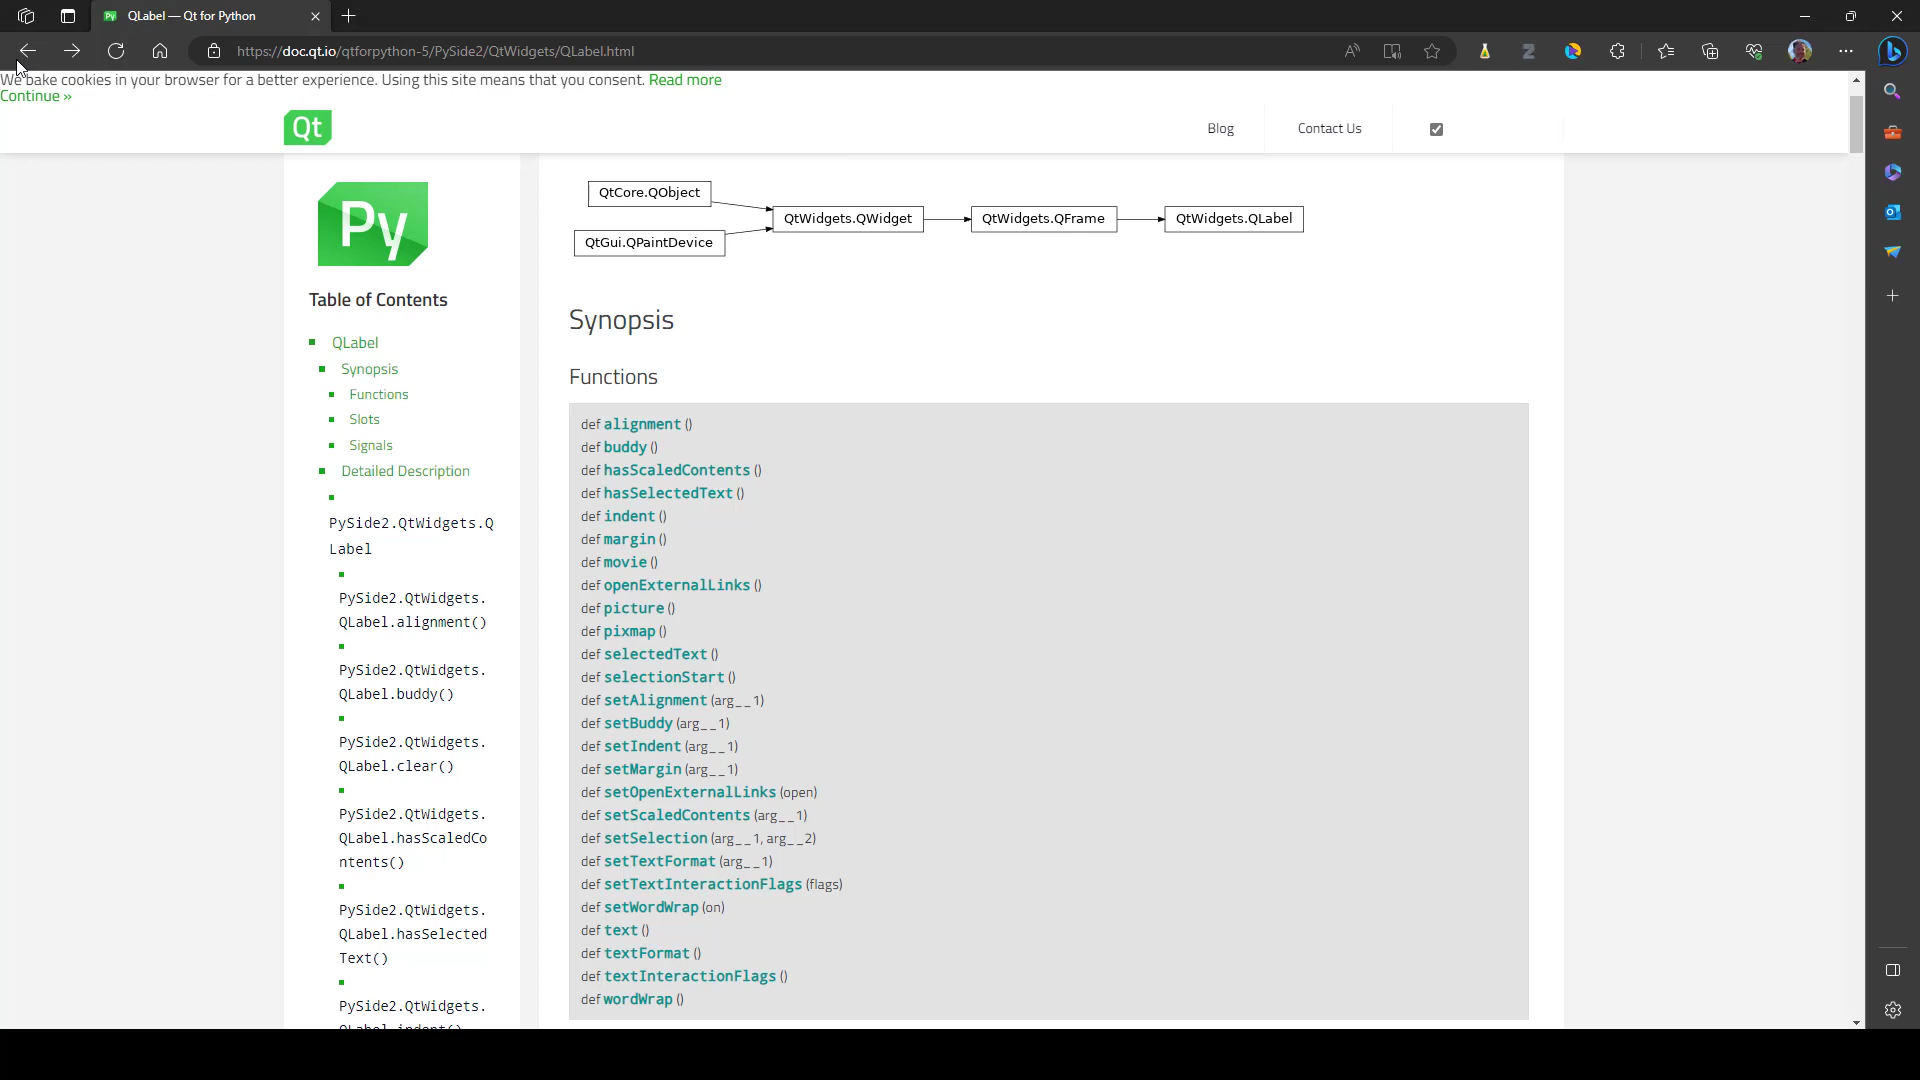 QLabel — Qt for Python
https://doc.qt.io/qtforpython-5/PySide2/QtWidgets/QLabel.html
We bake cookies in your browser for a better experience. Using this site means that you consent. Read more
Continue »
Qt
Blog
Contact Us
Py
Table of Contents
QLabel
Synopsis
Functions
Slots
Signals
Detailed Description
PySide2.QtWidgets.Q
Label
PySide2.QtWidgets.
QLabel.alignment()
PySide2.QtWidgets.
QLabel.buddy()
PySide2.QtWidgets.
QLabel.clear()
PySide2.QtWidgets.
QLabel.hasScaledCo
ntents()
PySide2.QtWidgets.
QLabel.hasSelected
Text()
PySide2.QtWidgets.
QLabel.indent()
QtCore.QObject
QtGui.QPaintDevice
QtWidgets.QWidget
QtWidgets.QFrame
QtWidgets.QLabel
Synopsis
Functions
def alignment ()
def buddy ()
def hasScaledContents ()
def hasSelectedText ()
def indent ()
def margin ()
def movie ()
def openExternalLinks ()
def picture ()
def pixmap ()
def selectedText ()
def selectionStart ()
def setAlignment (arg__1)
def setBuddy (arg__1)
def setIndent (arg__1)
def setMargin (arg__1)
def setOpenExternalLinks (open)
def setScaledContents (arg__1)
def setSelection (arg__1, arg__2)
def setTextFormat (arg__1)
def setTextInteractionFlags (flags)
def setWordWrap (on)
def text ()
def textFormat ()
def textInteractionFlags ()
def wordWrap ()